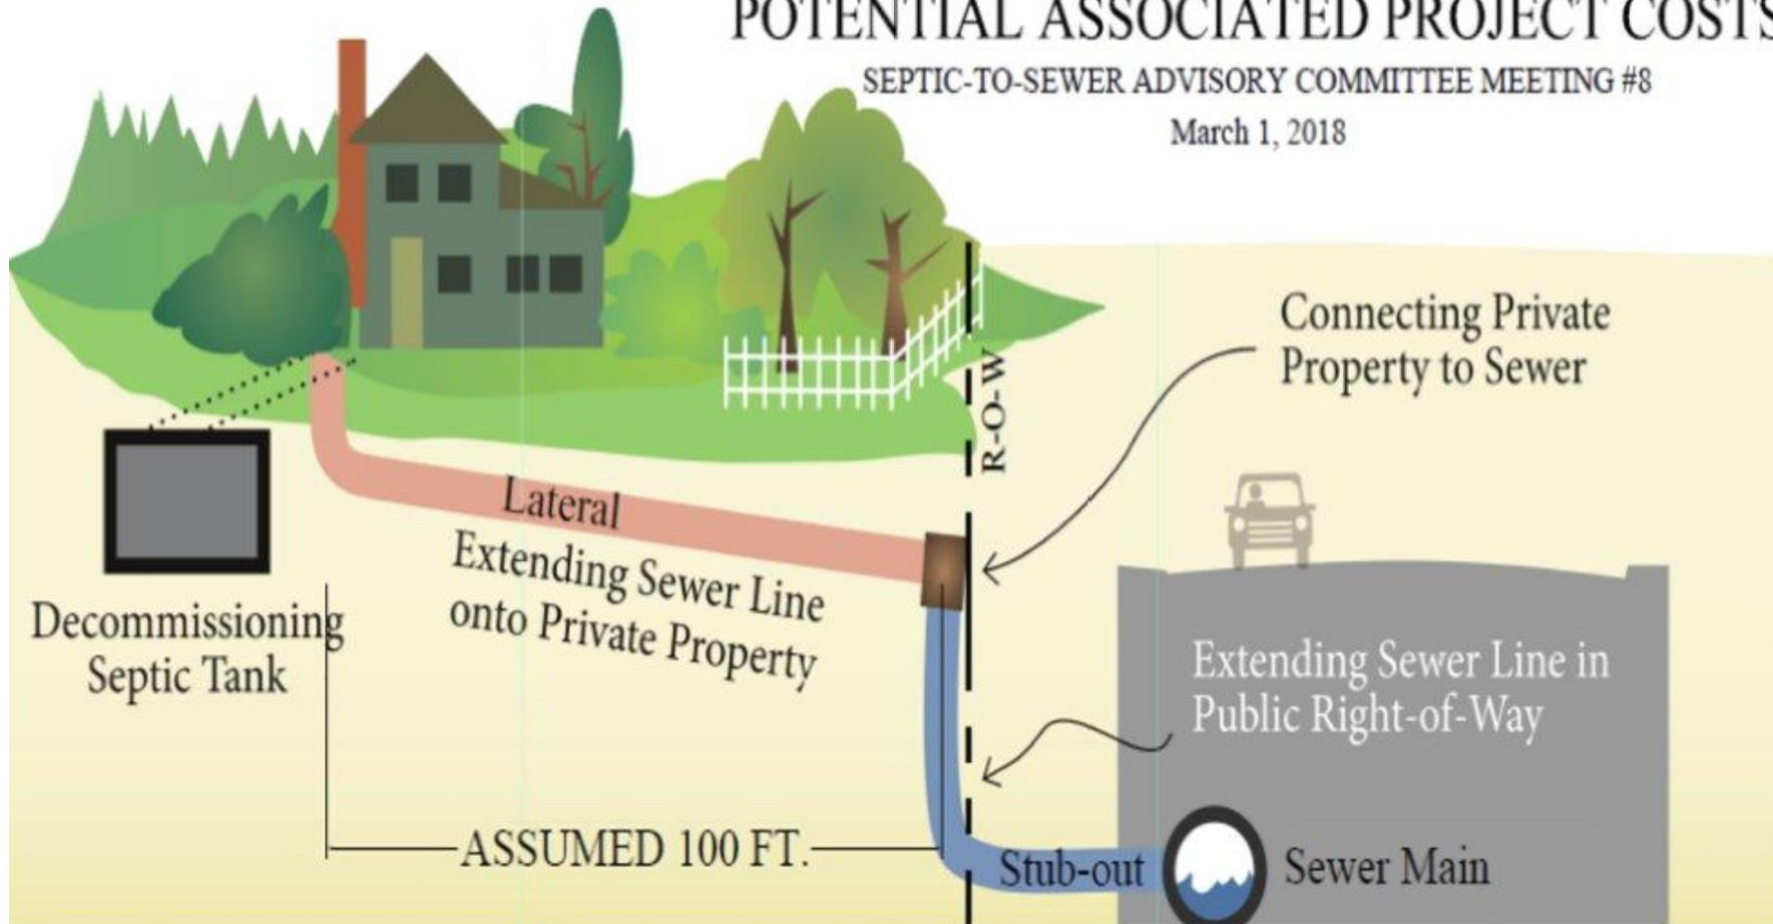 POTENTIAL ASSOCIATED PROJECT COSTS
SEPTIC-TO-SEWER ADVISORY COMMITTEE MEETING #8
March 1, 2018
Connecting Private
Property to Sewer
R-O-W
Lateral
Extending Sewer Line
onto Private Property
Decommissioning
Septic Tank
Extending Sewer Line in
Public Right-of-Way
ASSUMED 100 FT.
Stub-out
Sewer Main